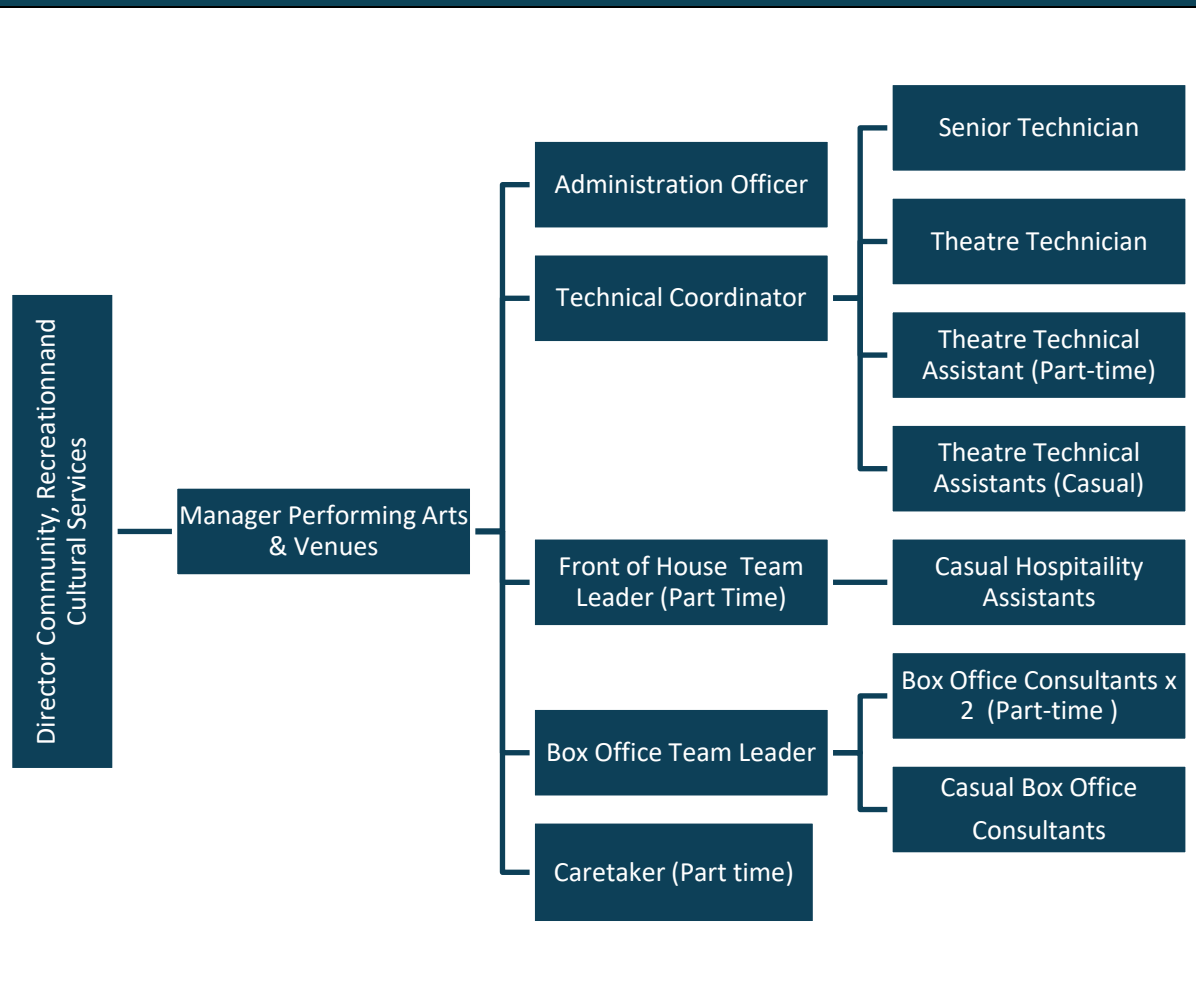 Director Community, Recreationnand
Cultural Services
Manager Performing Arts
& Venues
Administration Officer
Technical Coordinator
Senior Technician
Theatre Technician
Theatre Technical
Assistant (Part-time)
Theatre Technical
Assistants (Casual)
Front of House  Team
Leader (Part Time)
Casual Hospitaility
Assistants
Box Office Team Leader
Box Office Consultants x
2  (Part-time )
Casual Box Office
Consultants
Caretaker (Part time)